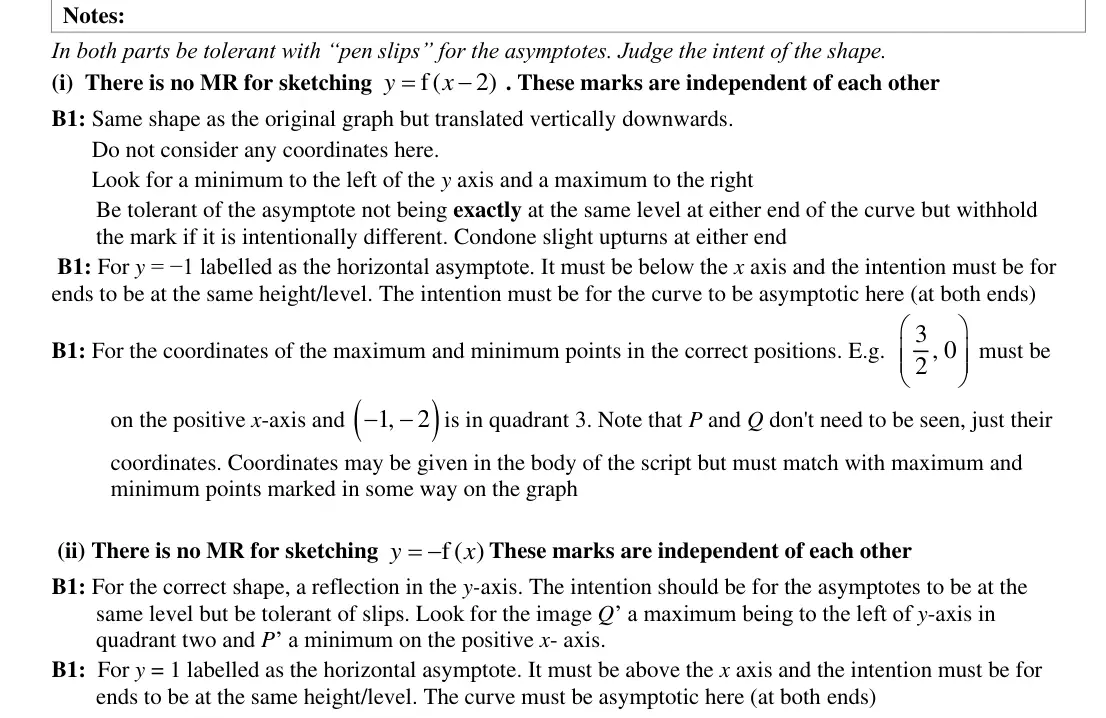 Notes:
In both parts be tolerant with “pen slips” for the asymptotes. Judge the intent of the shape.
(i) There is no MR for sketching y = f(x − 2) . These marks are independent of each other
B1: Same shape as the original graph but translated vertically downwards.
Do not consider any coordinates here.
Look for a minimum to the left of the y axis and a maximum to the right
Be tolerant of the asymptote not being exactly at the same level at either end of the curve but withhold
the mark if it is intentionally different. Condone slight upturns at either end
B1: For y = −1 labelled as the horizontal asymptote. It must be below the x axis and the intention must be for
ends to be at the same height/level. The intention must be for the curve to be asymptotic here (at both ends)
B1: For the coordinates of the maximum and minimum points in the correct positions. E.g. (3/2, 0) must be
on the positive x-axis and (−1, − 2) is in quadrant 3. Note that P and Q don't need to be seen, just their
coordinates. Coordinates may be given in the body of the script but must match with maximum and
minimum points marked in some way on the graph
(ii) There is no MR for sketching y = −f (x) These marks are independent of each other
B1: For the correct shape, a reflection in the y-axis. The intention should be for the asymptotes to be at the
same level but be tolerant of slips. Look for the image Q’ a maximum being to the left of y-axis in
quadrant two and P’ a minimum on the positive x- axis.
B1: For y = 1 labelled as the horizontal asymptote. It must be above the x axis and the intention must be for
ends to be at the same height/level. The curve must be asymptotic here (at both ends)